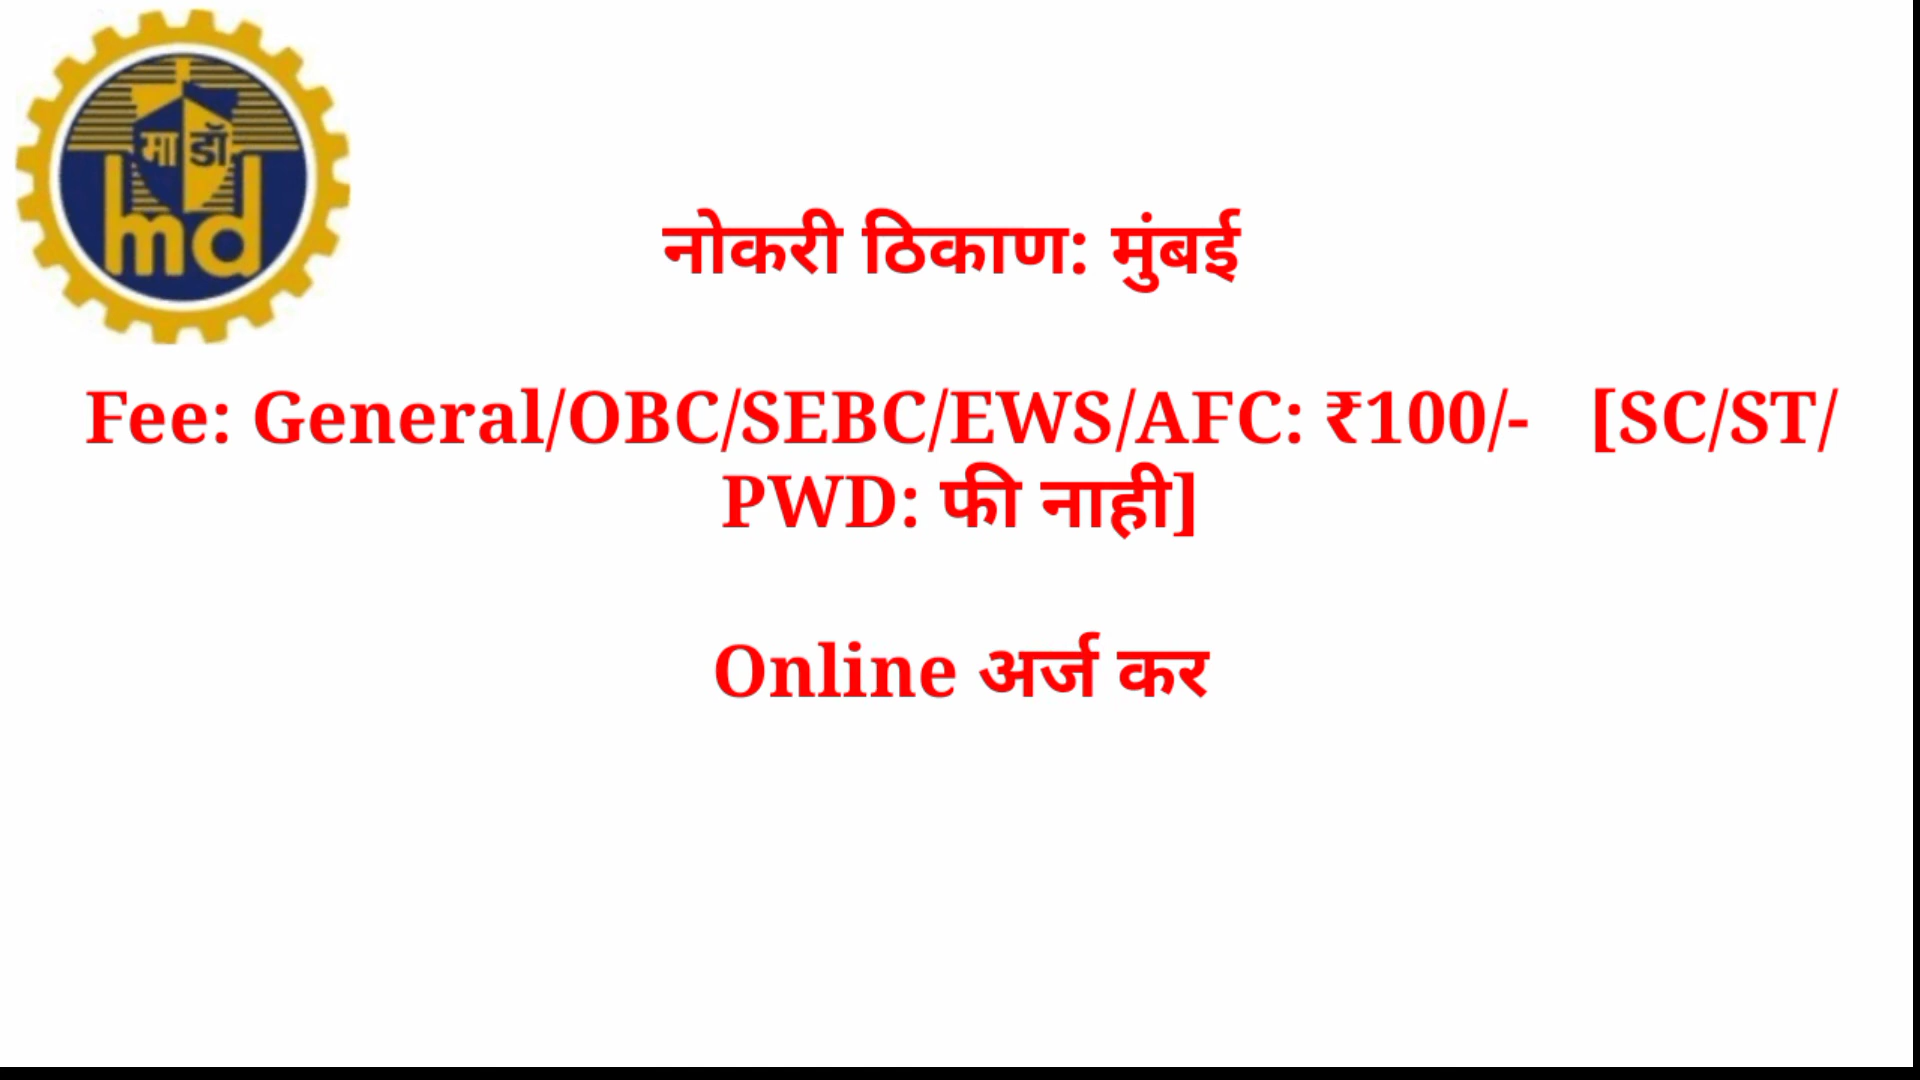 मा डॉ
md
नोकरी ठिकाण: मुंबई
Fee: General/OBC/SEBC/EWS/AFC: ₹100/- [SC/ST/
PWD: फी नाही]
Online अर्ज कर